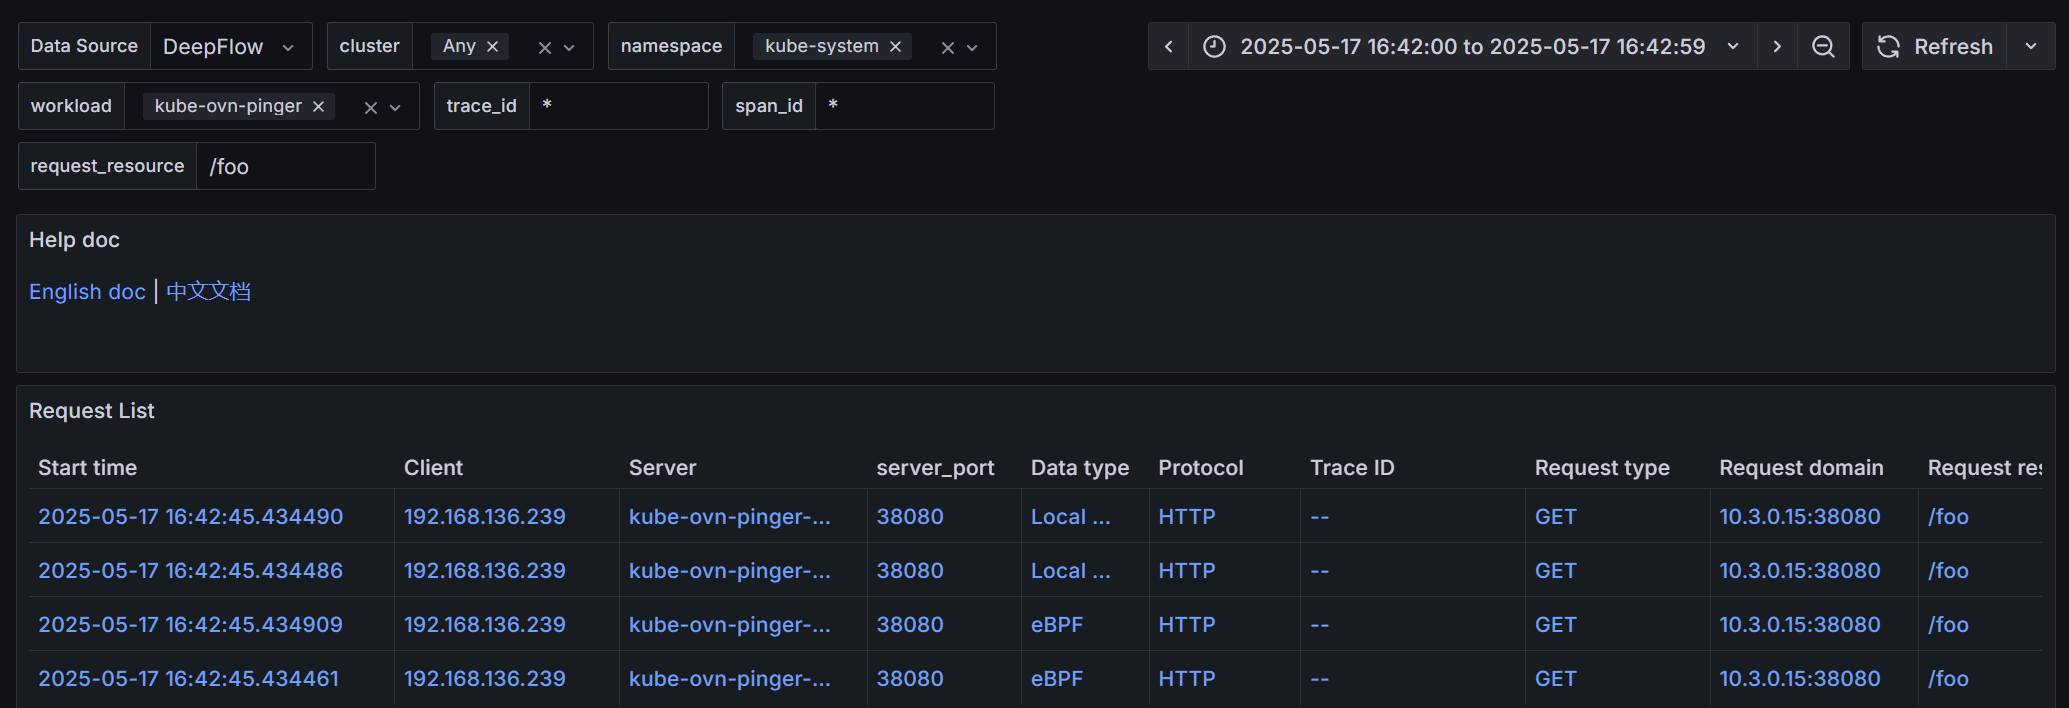 Data Source DeepFlow cluster Any namespace kube-system 2025-05-17 16:42:00 to 2025-05-17 16:42:59 Refresh
workload kube-ovn-pinger trace_id * span_id *
request_resource /foo
Help doc
English doc | 中文文档
Request List
Start time Client Server server_port Data type Protocol Trace ID Request type Request domain Request res
2025-05-17 16:42:45.434490 192.168.136.239 kube-ovn-pinger-... 38080 Local ... HTTP -- GET 10.3.0.15:38080 /foo
2025-05-17 16:42:45.434486 192.168.136.239 kube-ovn-pinger-... 38080 Local ... HTTP -- GET 10.3.0.15:38080 /foo
2025-05-17 16:42:45.434909 192.168.136.239 kube-ovn-pinger-... 38080 eBPF HTTP -- GET 10.3.0.15:38080 /foo
2025-05-17 16:42:45.434461 192.168.136.239 kube-ovn-pinger-... 38080 eBPF HTTP -- GET 10.3.0.15:38080 /foo